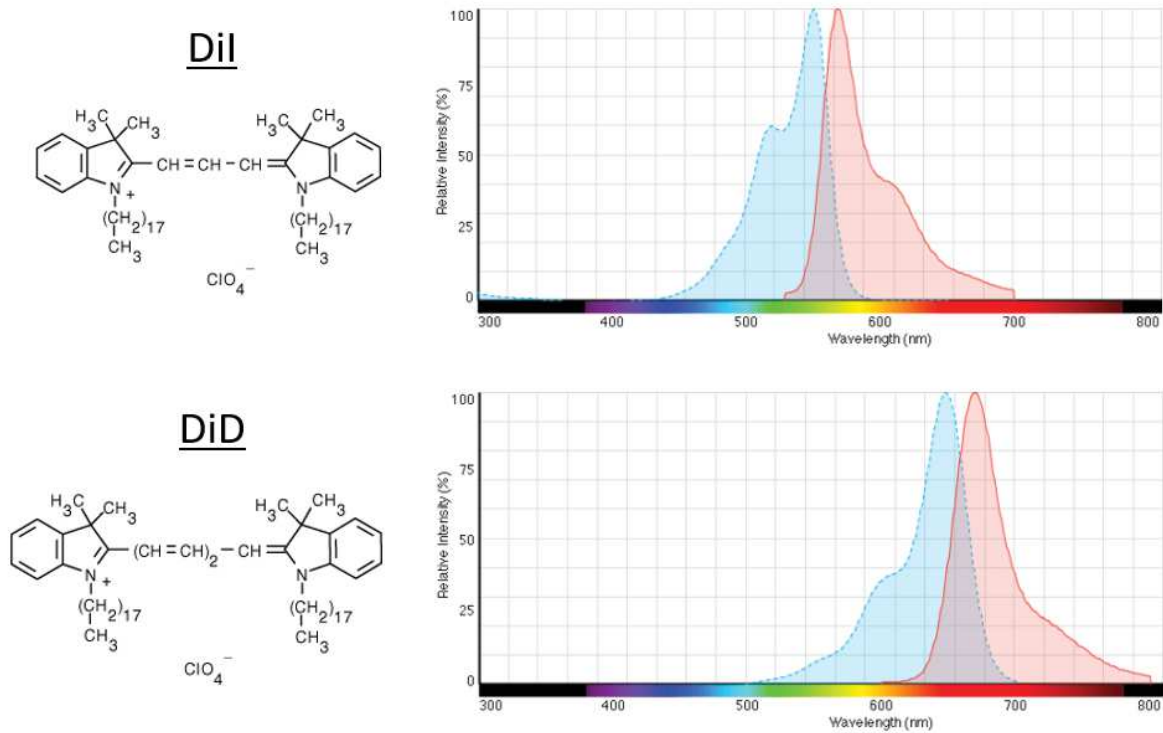 DiI
H₃C CH₃ H₃C CH₃
CH=CH-CH=
N + N
(CH₂)₁₇ (CH₂)₁₇
CH₃ CH₃
ClO₄⁻
Relative Intensity (%)
100
75
50
25
0
300 400 500 600 700 800
Wavelength (nm)
DiD
H₃C CH₃ H₃C CH₃
(CH=CH)₂-CH=
N + N
(CH₂)₁₇ (CH₂)₁₇
CH₃ CH₃
ClO₄⁻
Relative Intensity (%)
100
75
50
25
0
300 400 500 600 700 800
Wavelength (nm)